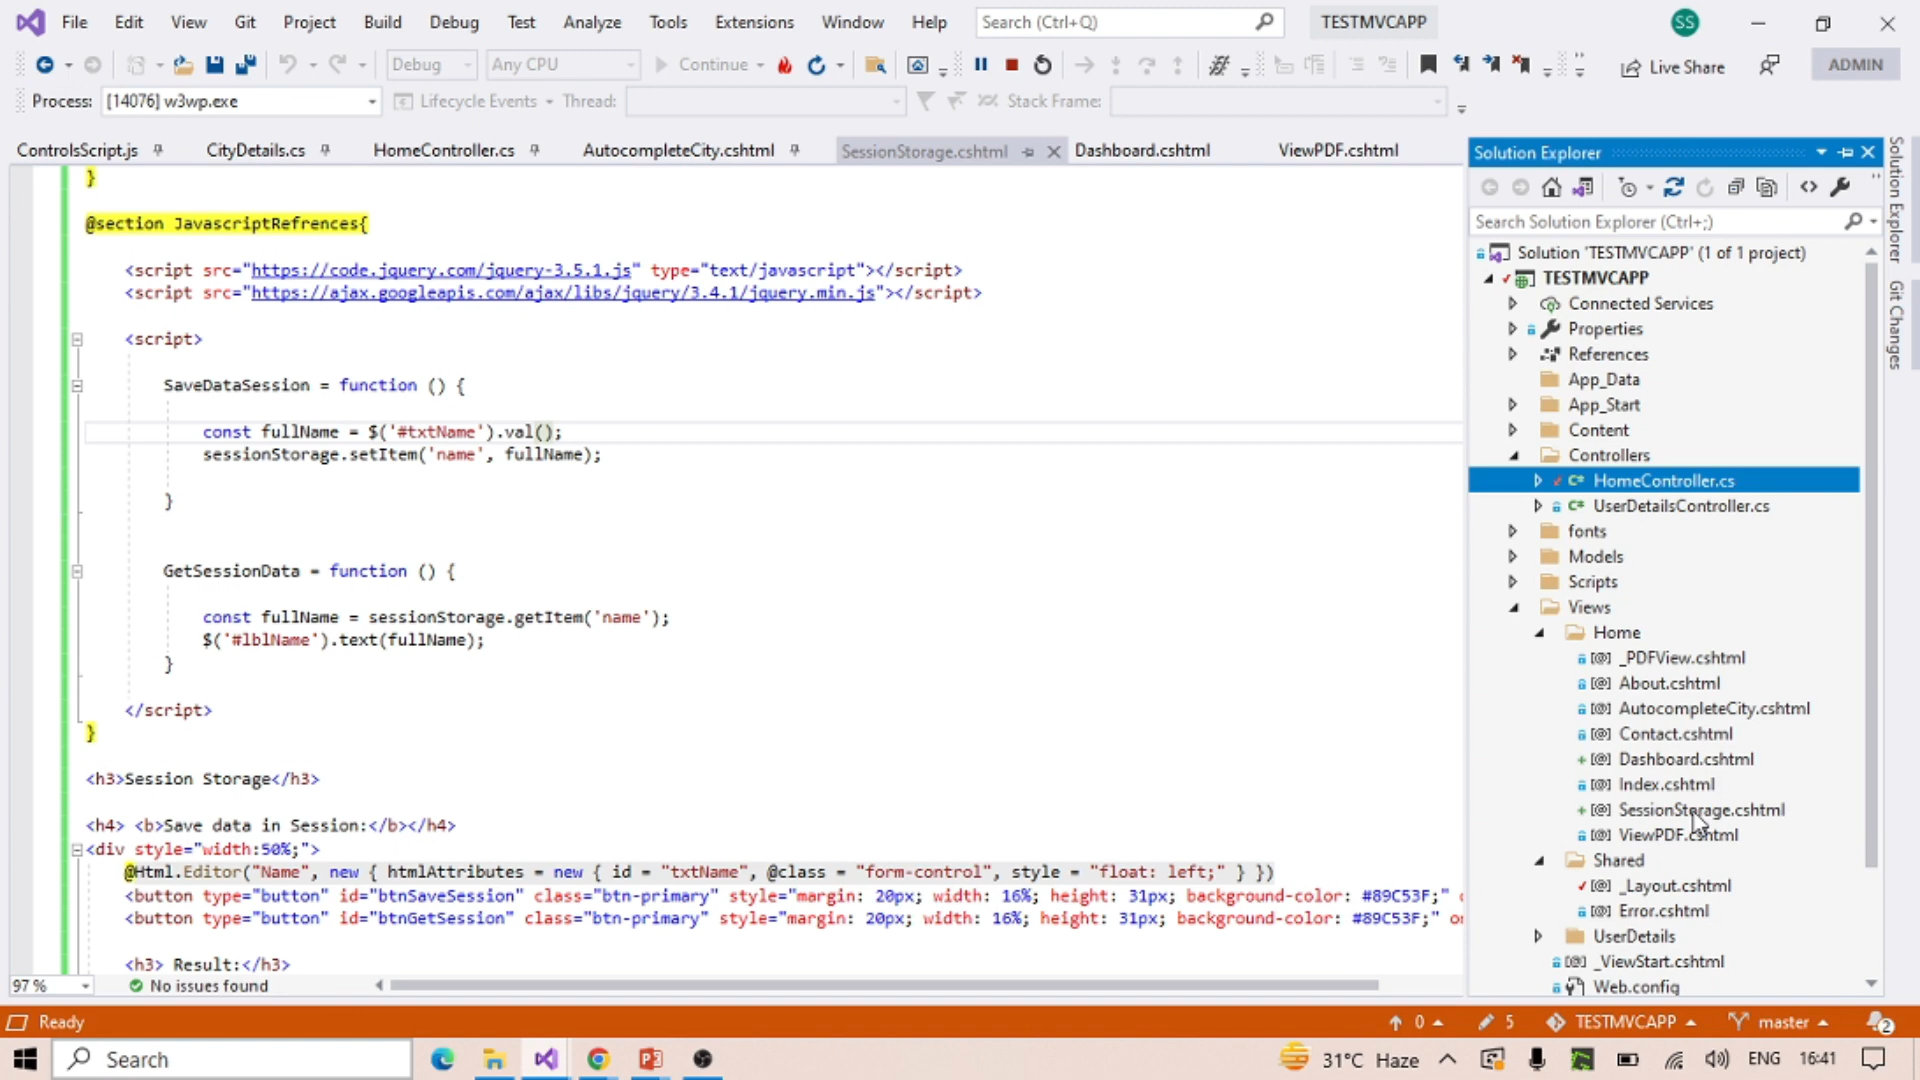 File Edit View Git Project Build Debug Test Analyze Tools Extensions Window Help Search (Ctrl+Q) TESTMVCAPP SS
Debug Any CPU Continue Live Share ADMIN
Process: [14076] w3wp.exe Lifecycle Events Thread: Stack Frame:
ControlsScript.js CityDetails.cs HomeController.cs AutocompleteCity.cshtml SessionStorage.cshtml Dashboard.cshtml ViewPDF.cshtml
}
@section JavascriptRefrences{
<script src="https://code.jquery.com/jquery-3.5.1.js" type="text/javascript"></script>
<script src="https://ajax.googleapis.com/ajax/libs/jquery/3.4.1/jquery.min.js"></script>
<script>
SaveDataSession = function () {
const fullName = $('#txtName').val();
sessionStorage.setItem('name', fullName);
}
GetSessionData = function () {
const fullName = sessionStorage.getItem('name');
$('#lblName').text(fullName);
}
</script>
}
<h3>Session Storage</h3>
<h4> <b>Save data in Session:</b></h4>
<div style="width:50%;">
@Html.Editor("Name", new { htmlAttributes = new { id = "txtName", @class = "form-control", style = "float: left;" } })
<button type="button" id="btnSaveSession" class="btn-primary" style="margin: 20px; width: 16%; height: 31px; background-color: #89C53F;" o
<button type="button" id="btnGetSession" class="btn-primary" style="margin: 20px; width: 16%; height: 31px; background-color: #89C53F;" on
<h3> Result:</h3>
97 % No issues found
Solution Explorer
Search Solution Explorer (Ctrl+;)
Solution 'TESTMVCAPP' (1 of 1 project)
TESTMVCAPP
Connected Services
Properties
References
App_Data
App_Start
Content
Controllers
HomeController.cs
UserDetailsController.cs
fonts
Models
Scripts
Views
Home
_PDFView.cshtml
About.cshtml
AutocompleteCity.cshtml
Contact.cshtml
Dashboard.cshtml
Index.cshtml
SessionStorage.cshtml
ViewPDF.cshtml
Shared
_Layout.cshtml
Error.cshtml
UserDetails
_ViewStart.cshtml
Web.config
Solution Explorer
Git Changes
Ready 0 5 TESTMVCAPP master 2
Search 31°C Haze ENG 16:41